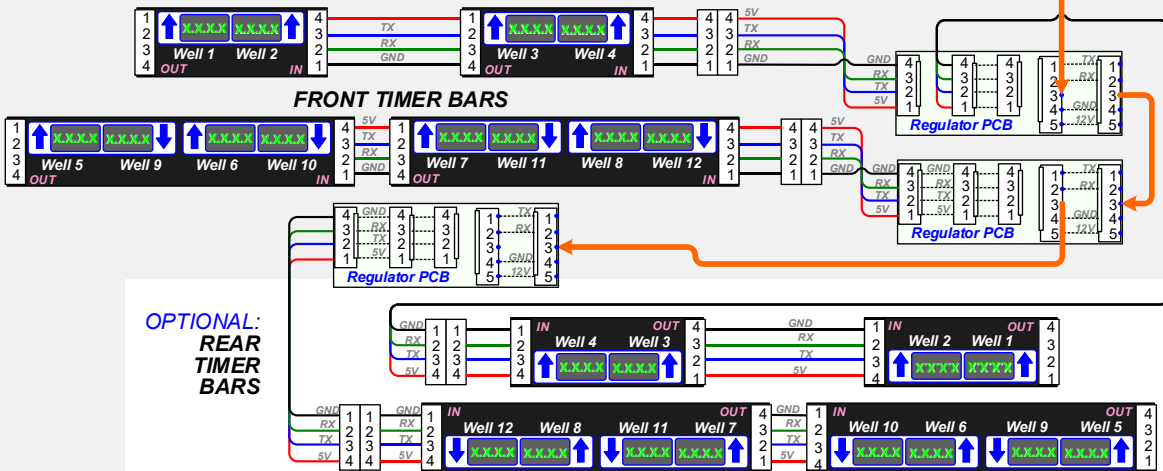 1 X.X.X.X X.X.X.X 4 1 X.X.X.X X.X.X.X 4 4 4 5V
2 TX 3 2 3 3 3 TX
3 Well 1 Well 2 RX 2 3 Well 3 Well 4 2 2 2 RX
4 OUT IN GND 1 4 OUT IN 1 1 1 GND
GND 4 4 4 1 TX 1
RX 3 3 3 2 RX 2
TX 2 2 2 3 3
5V 1 1 1 4 GND 4
5 12V 5
Regulator PCB
FRONT TIMER BARS
1 X.X.X.X X.X.X.X X.X.X.X X.X.X.X 5V 4 1 X.X.X.X X.X.X.X X.X.X.X X.X.X.X 4 4 4 5V
2 TX 3 2 3 3 3 TX
3 Well 5 Well 9 Well 6 Well 10 RX 2 3 Well 7 Well 11 Well 8 Well 12 2 2 2 RX
4 OUT IN GND 1 4 OUT IN 1 1 1 GND
GND 4 GND 4 4 1 TX 1
RX 3 RX 3 3 2 RX 2
TX 2 TX 2 2 3 3
5V 1 5V 1 1 4 GND 4
5 12V 5
Regulator PCB
4 GND 4 4 1 TX 1
3 RX 3 3 2 RX 2
2 TX 2 2 3 3
1 5V 1 1 4 GND 4
5 12V 5
Regulator PCB
OPTIONAL:
REAR
TIMER
BARS
GND 1 1 1 IN OUT 4 GND 1 IN OUT 4
RX 2 2 2 Well 4 Well 3 3 RX 2 Well 2 Well 1 3
TX 3 3 3 X.X.X.X X.X.X.X 2 TX 3 X.X.X.X X.X.X.X 2
5V 4 4 4 1 5V 4 1
GND 1 1 GND 1 IN OUT 4 GND 1 IN OUT 4
RX 2 2 RX 2 Well 12 Well 8 Well 11 Well 7 3 RX 2 Well 10 Well 6 Well 9 Well 5 3
TX 3 3 TX 3 X.X.X.X X.X.X.X X.X.X.X X.X.X.X 2 TX 3 X.X.X.X X.X.X.X X.X.X.X X.X.X.X 2
5V 4 4 5V 4 1 5V 4 1